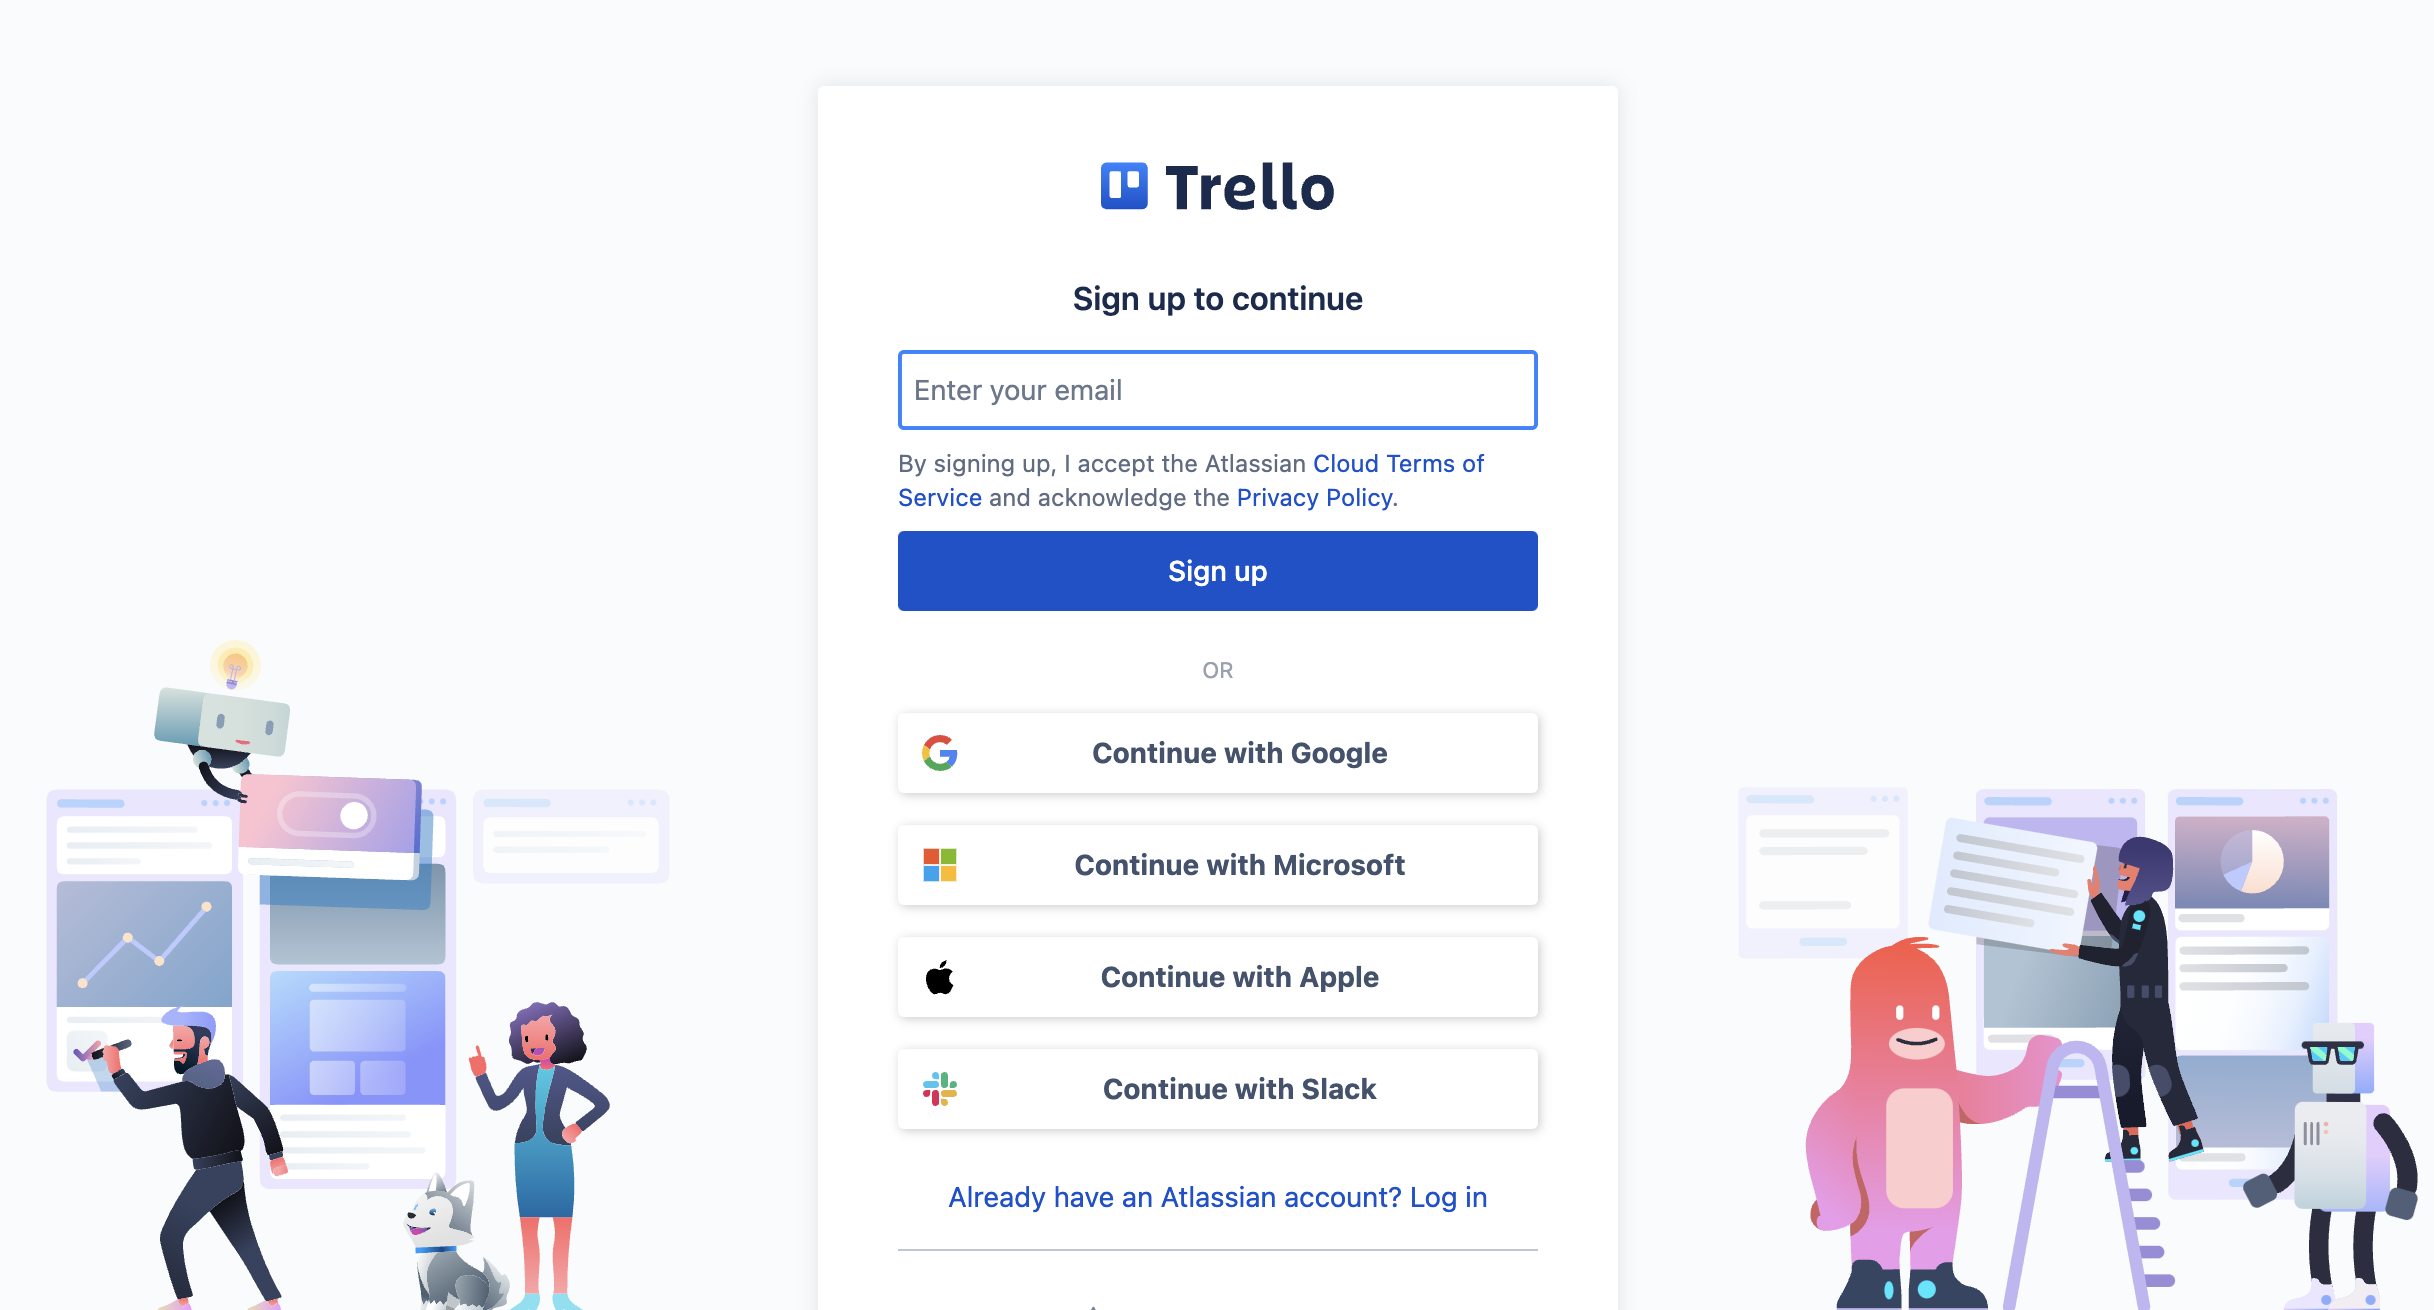 Trello
Sign up to continue
Enter your email
By signing up, I accept the Atlassian Cloud Terms of
Service and acknowledge the Privacy Policy.
Sign up
OR
Continue with Google
Continue with Microsoft
Continue with Apple
Continue with Slack
Already have an Atlassian account? Log in